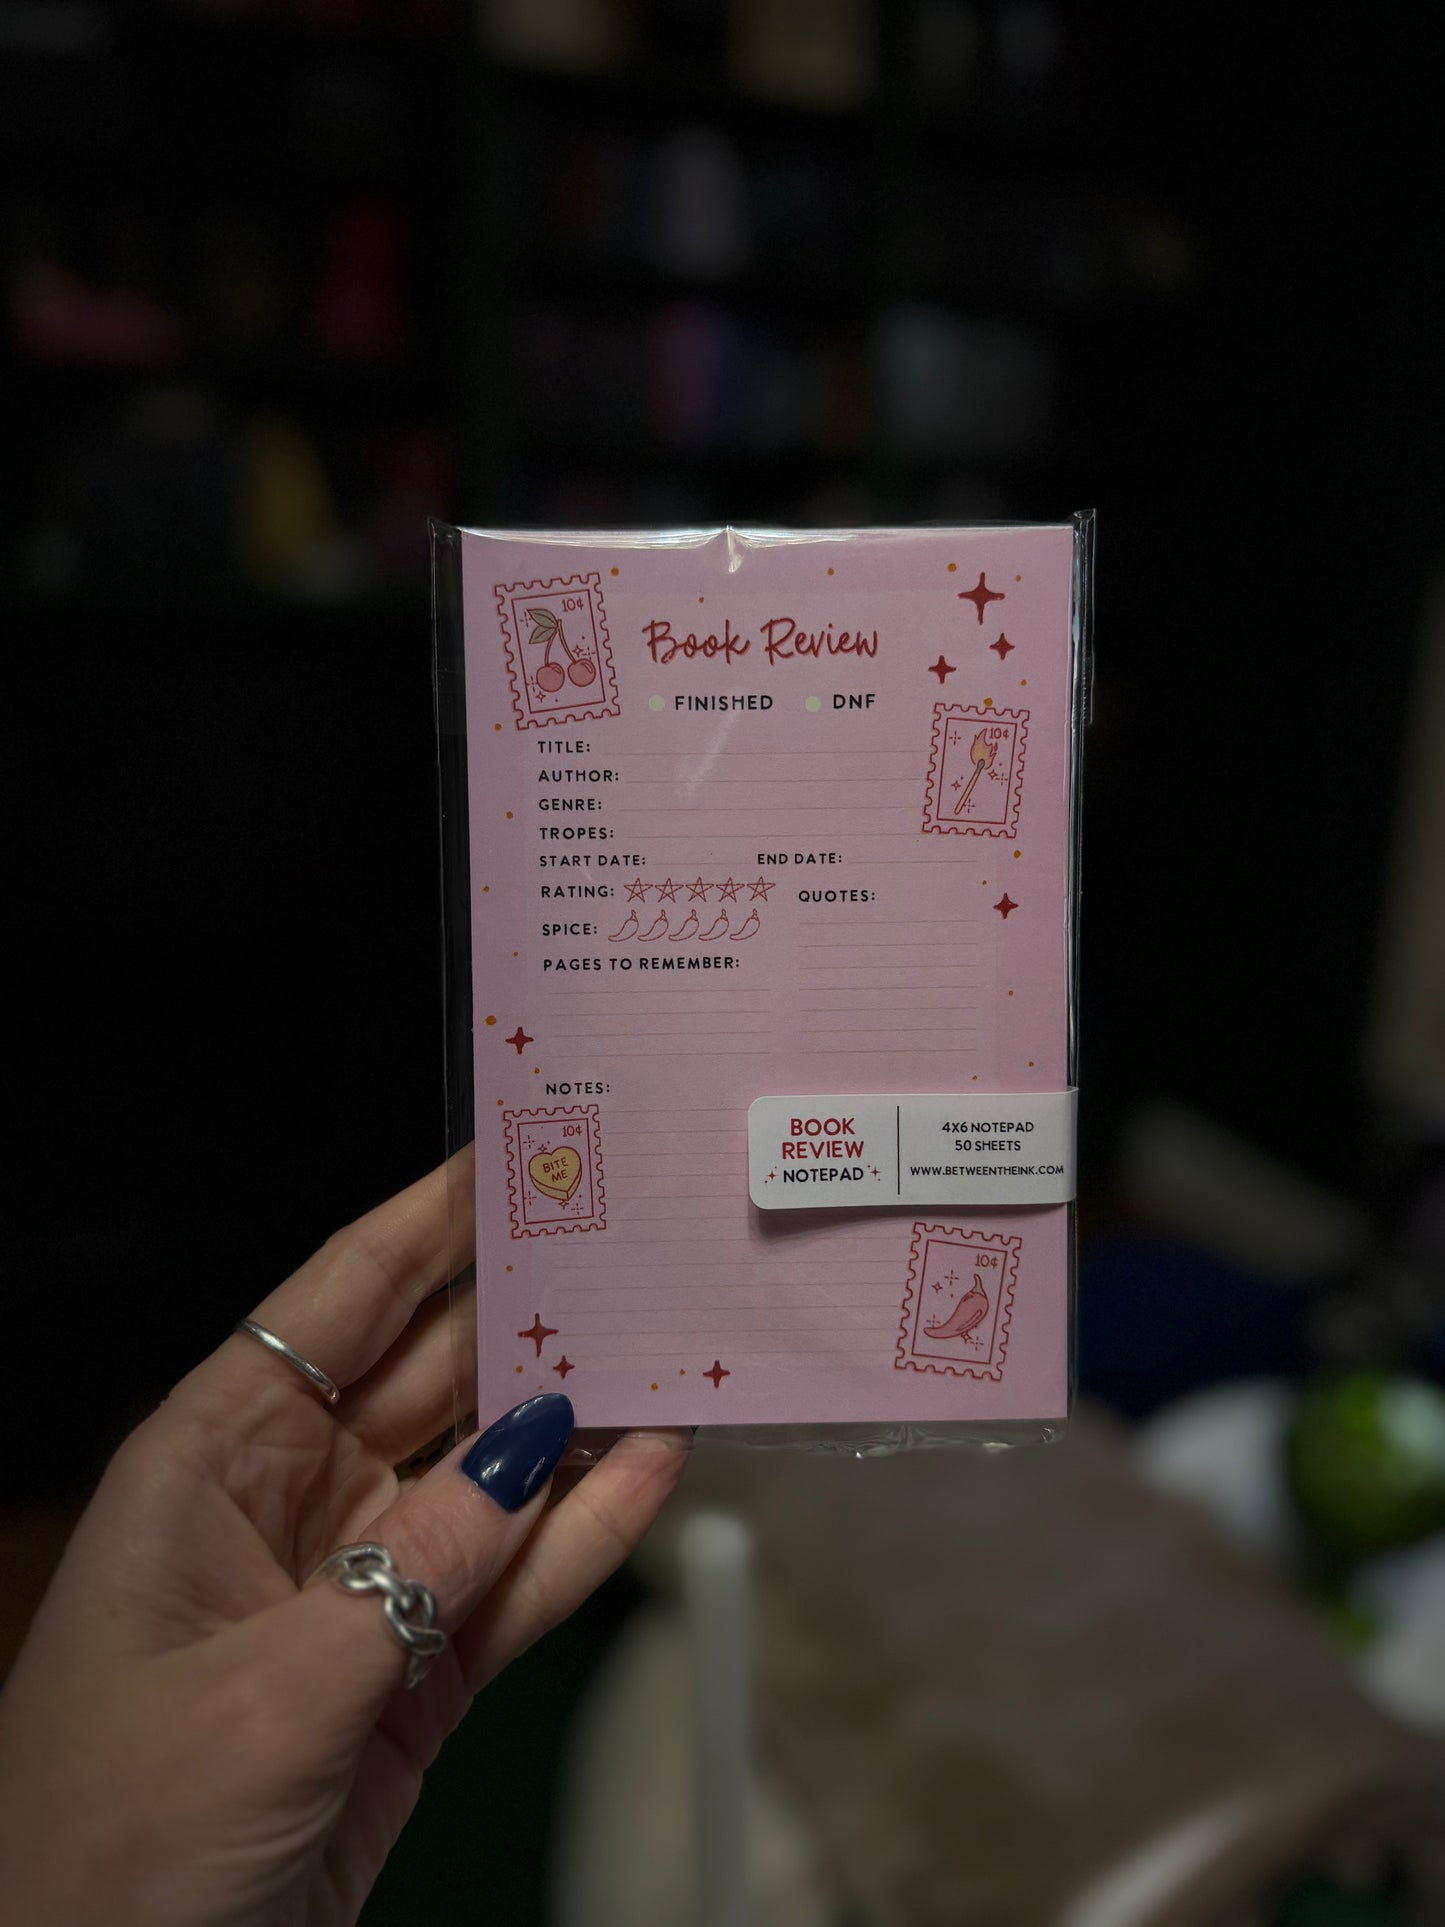 10¢
Book Review
FINISHED DNF
10¢
TITLE:
AUTHOR:
GENRE:
TROPES:
START DATE: END DATE:
RATING: QUOTES:
SPICE:
PAGES TO REMEMBER:
NOTES:
10¢
BITE
ME
BOOK
REVIEW
NOTEPAD
4X6 NOTEPAD
50 SHEETS
WWW.BETWEENTHEINK.COM
10¢